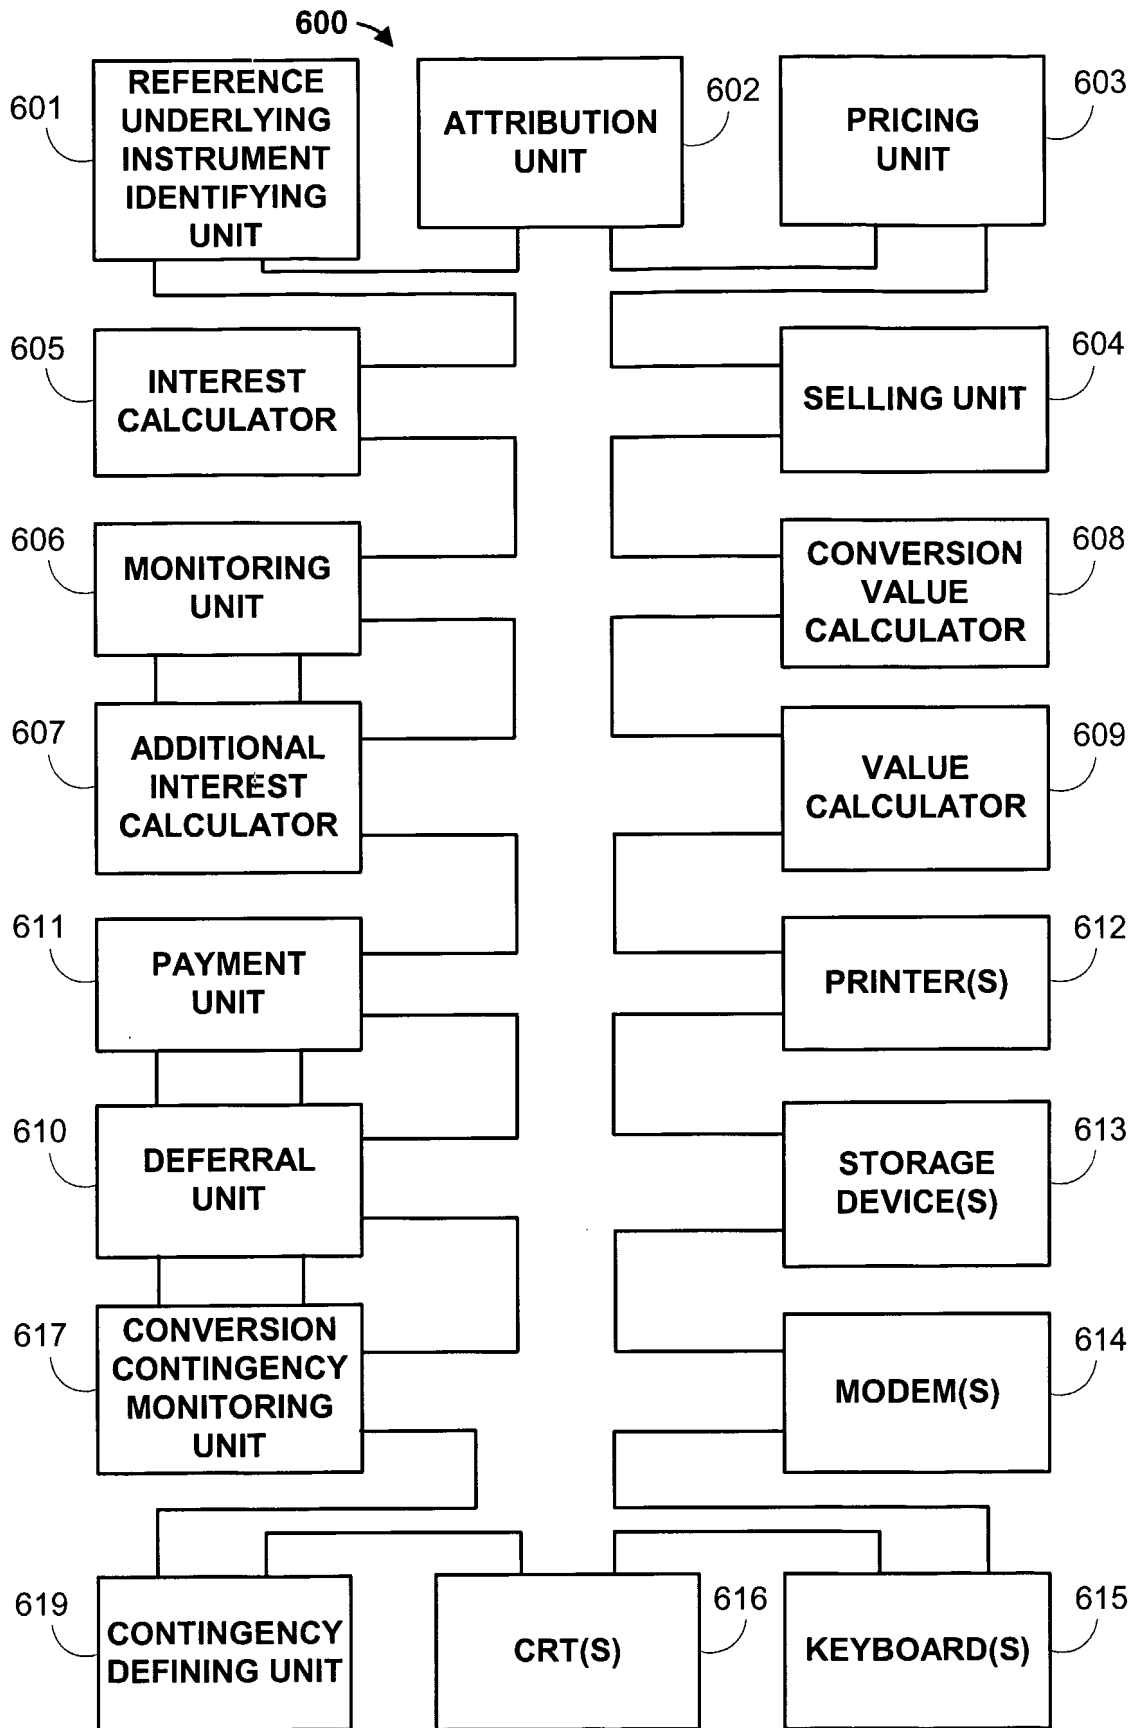 600
601
REFERENCE
UNDERLYING
INSTRUMENT
IDENTIFYING
UNIT
602
ATTRIBUTION
UNIT
603
PRICING
UNIT
605
INTEREST
CALCULATOR
604
SELLING UNIT
606
MONITORING
UNIT
608
CONVERSION
VALUE
CALCULATOR
607
ADDITIONAL
INTEREST
CALCULATOR
609
VALUE
CALCULATOR
611
PAYMENT
UNIT
612
PRINTER(S)
610
DEFERRAL
UNIT
613
STORAGE
DEVICE(S)
617
CONVERSION
CONTINGENCY
MONITORING
UNIT
614
MODEM(S)
619
CONTINGENCY
DEFINING UNIT
616
CRT(S)
615
KEYBOARD(S)